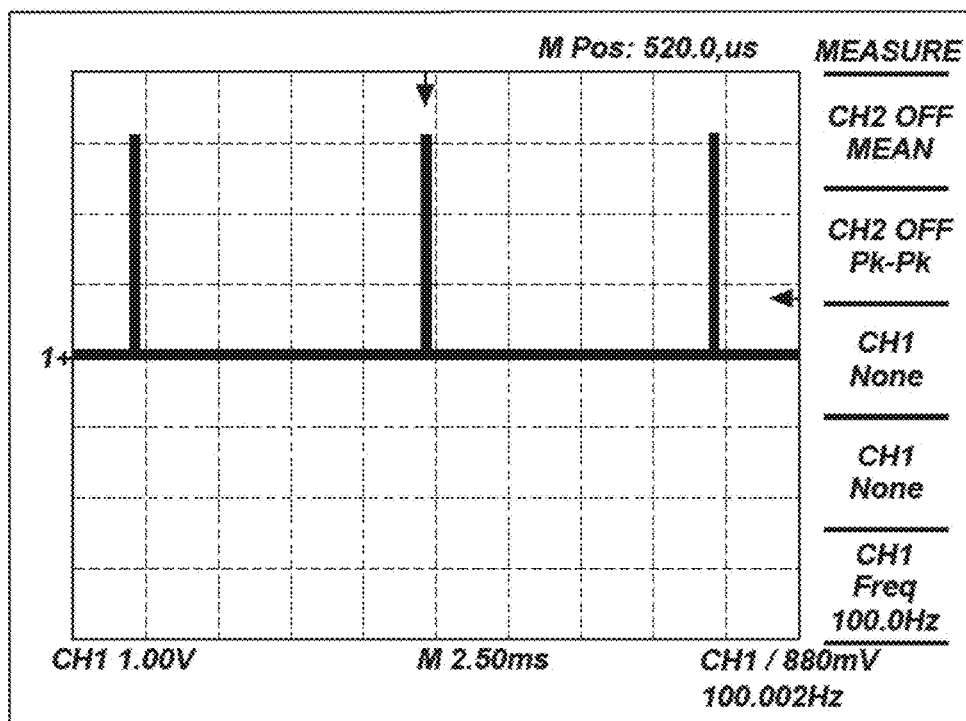 M Pos: 520.0,us
MEASURE
CH2 OFF
MEAN
CH2 OFF
Pk-Pk
CH1
None
CH1
None
CH1
Freq
100.0Hz
1+
CH1 1.00V
M 2.50ms
CH1 / 880mV
100.002Hz